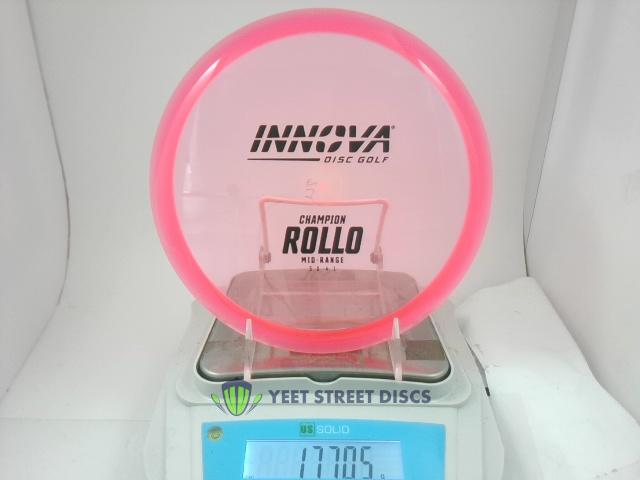 INNOVA®
DISC GOLF
CHAMPION
ROLLO
MID-RANGE
YEET STREET DISCS
US SOLID
177.05
g